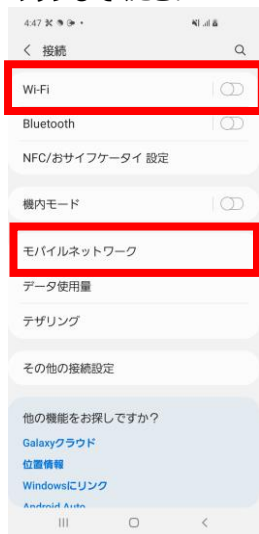 4:47
接続
Wi-Fi
Bluetooth
NFC/おサイフケータイ 設定
機内モード
モバイルネットワーク
データ使用量
テザリング
その他の接続設定
他の機能をお探しですか？
Galaxyクラウド
位置情報
Windowsにリンク
Android Auto